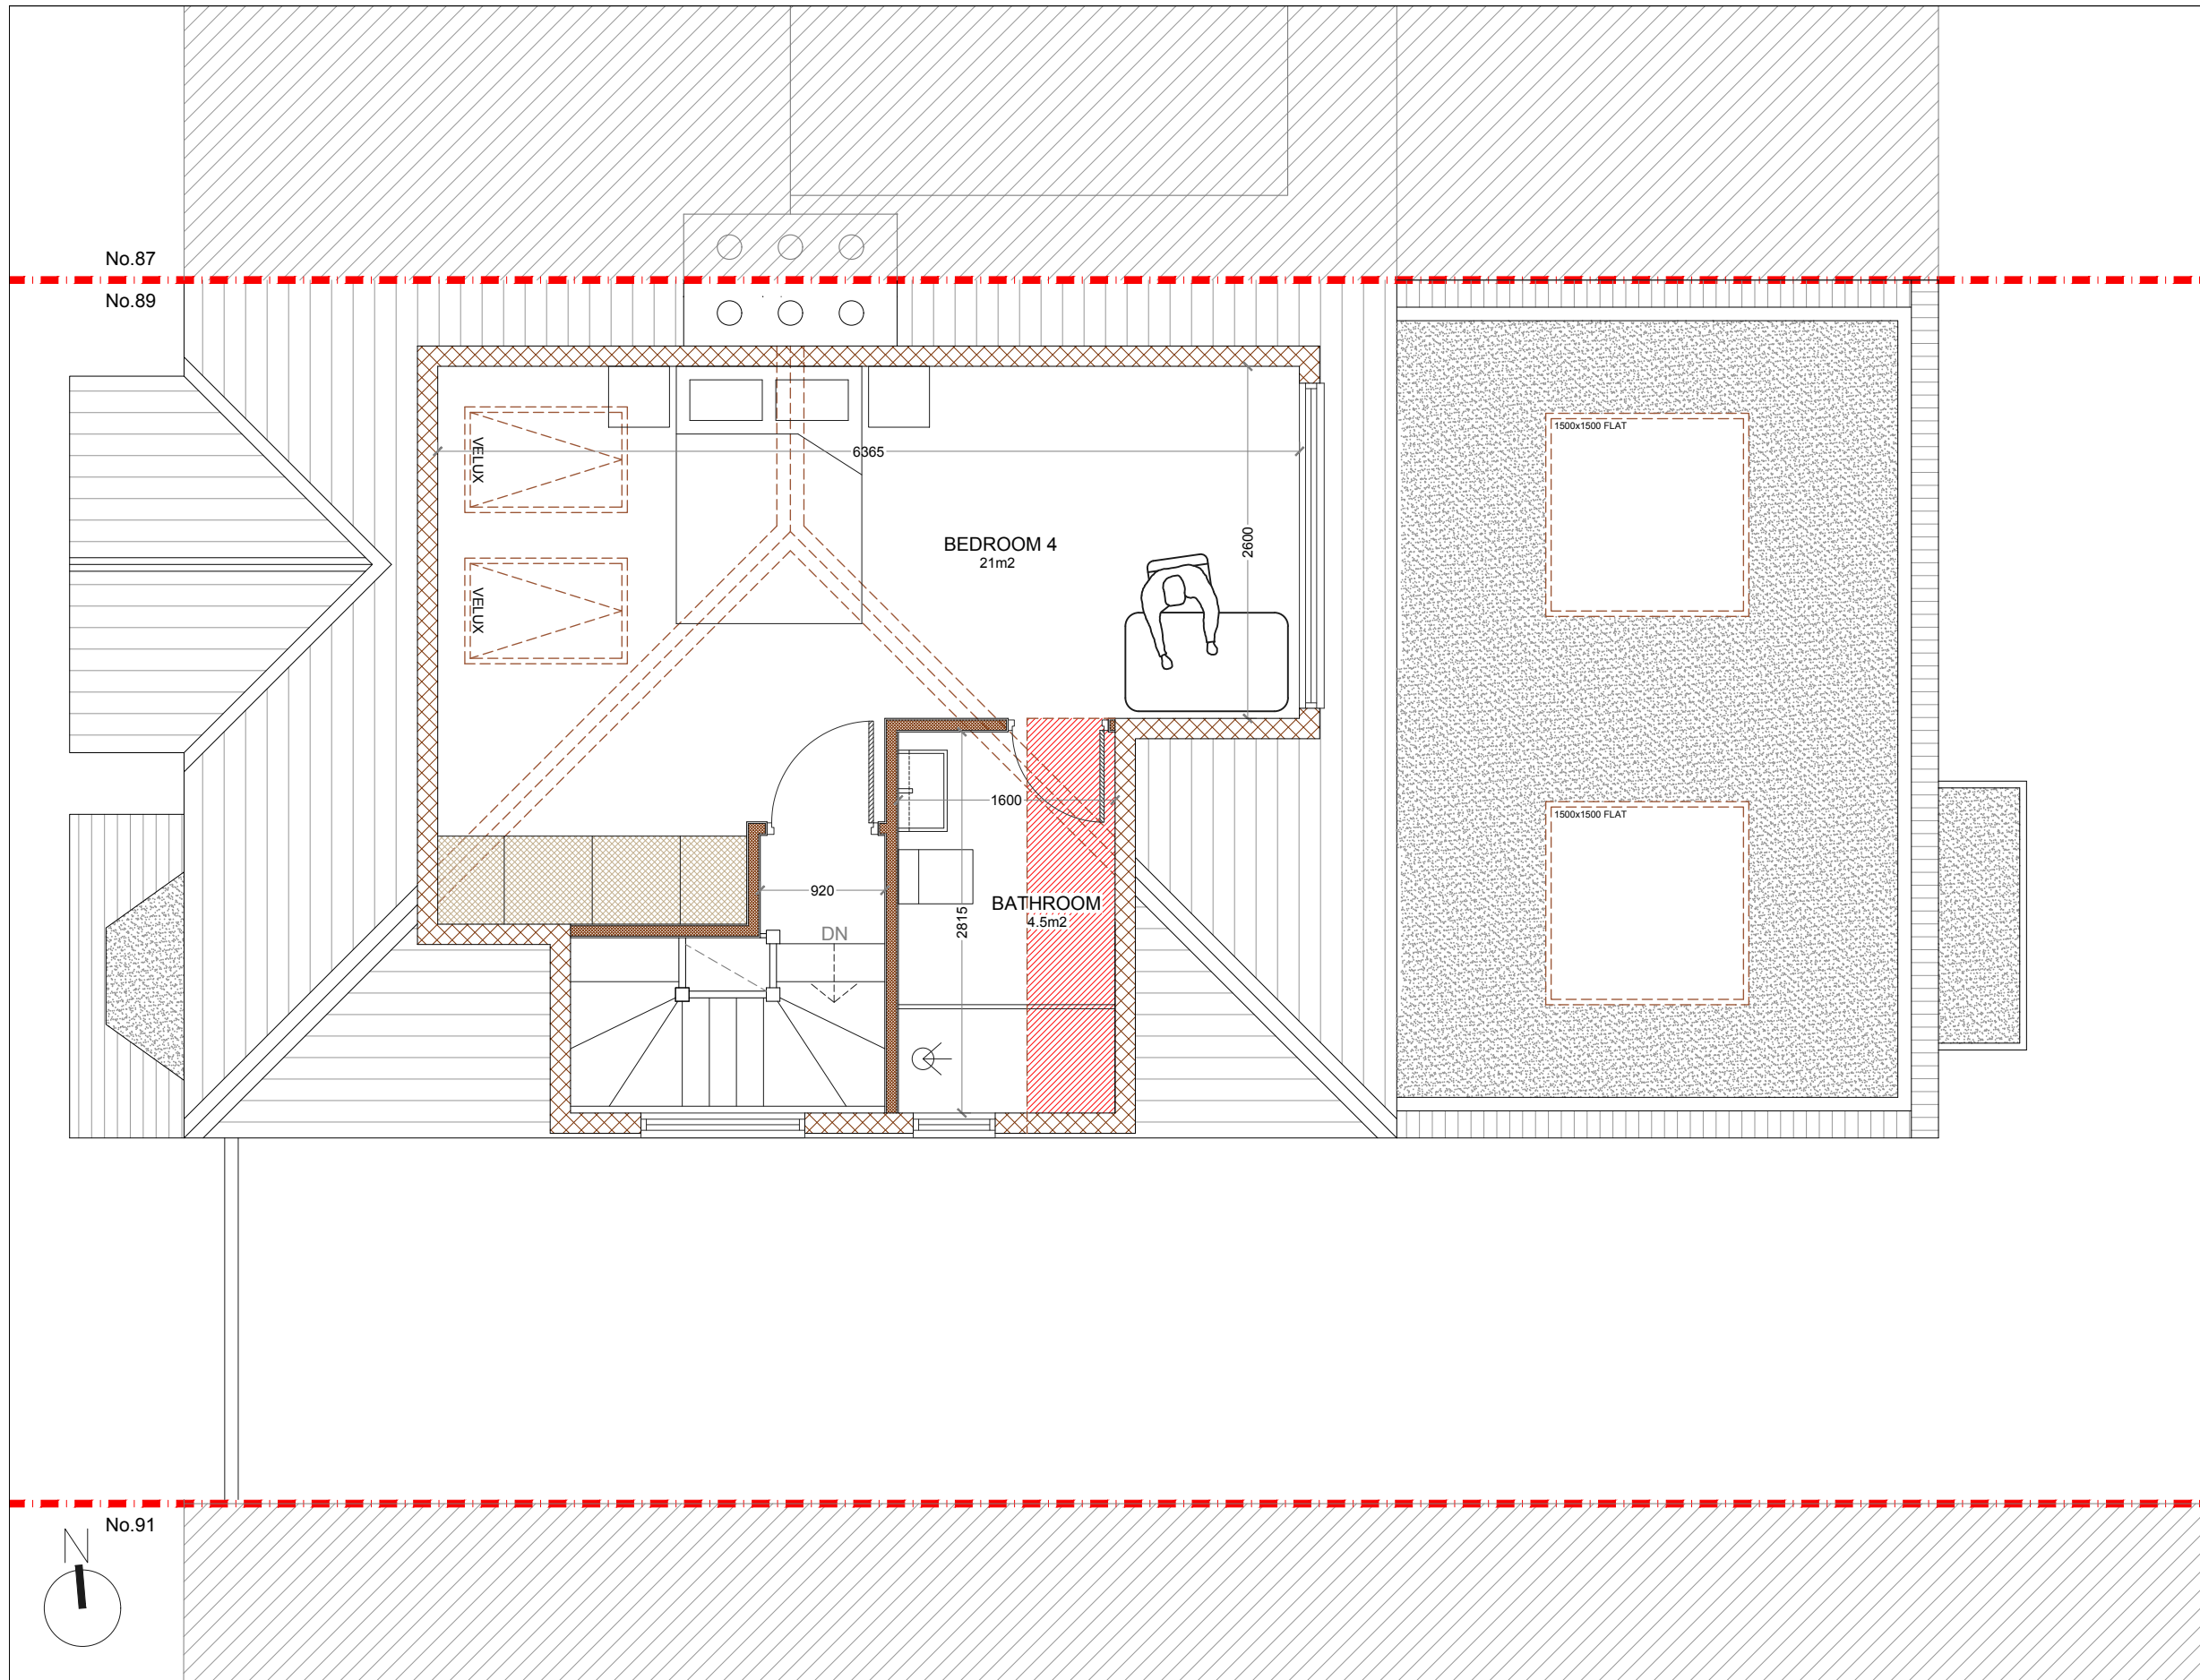 No.87
No.89
VELUX
6365
1500x1500 FLAT
BEDROOM 4
21m2
2600
VELUX
1600
1500x1500 FLAT
920
BATHROOM
4.5m2
2815
DN
No.91
N